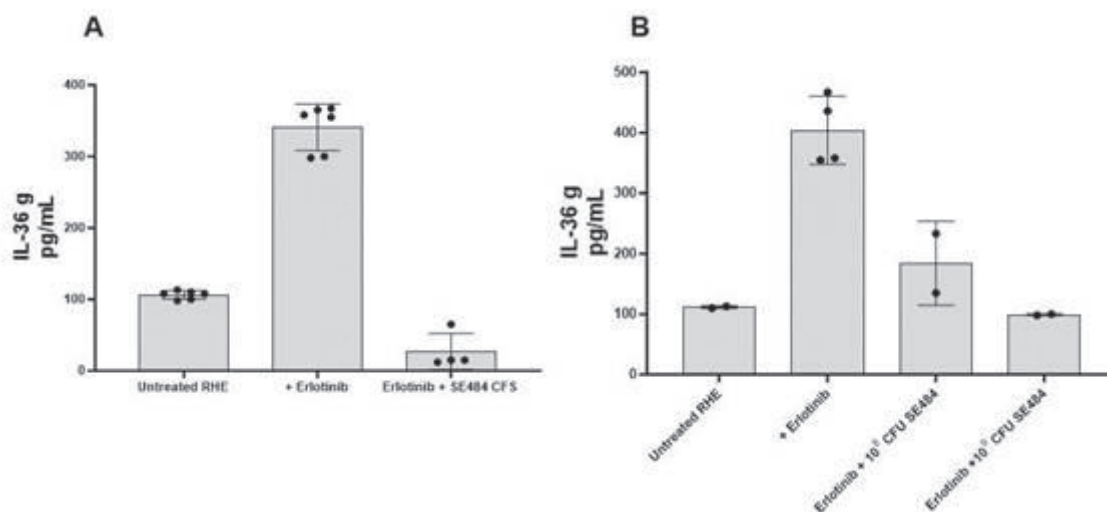 A
IL-36 g
pg/mL
400
300
200
100
0
Untreated RHE
+ Erlotinib
Erlotinib + SE484 CFS
B
IL-36 g
pg/mL
500
400
300
200
100
0
Untreated RHE
+ Erlotinib
Erlotinib + 10 CFU SE484
Erlotinib +10 CFU SE484